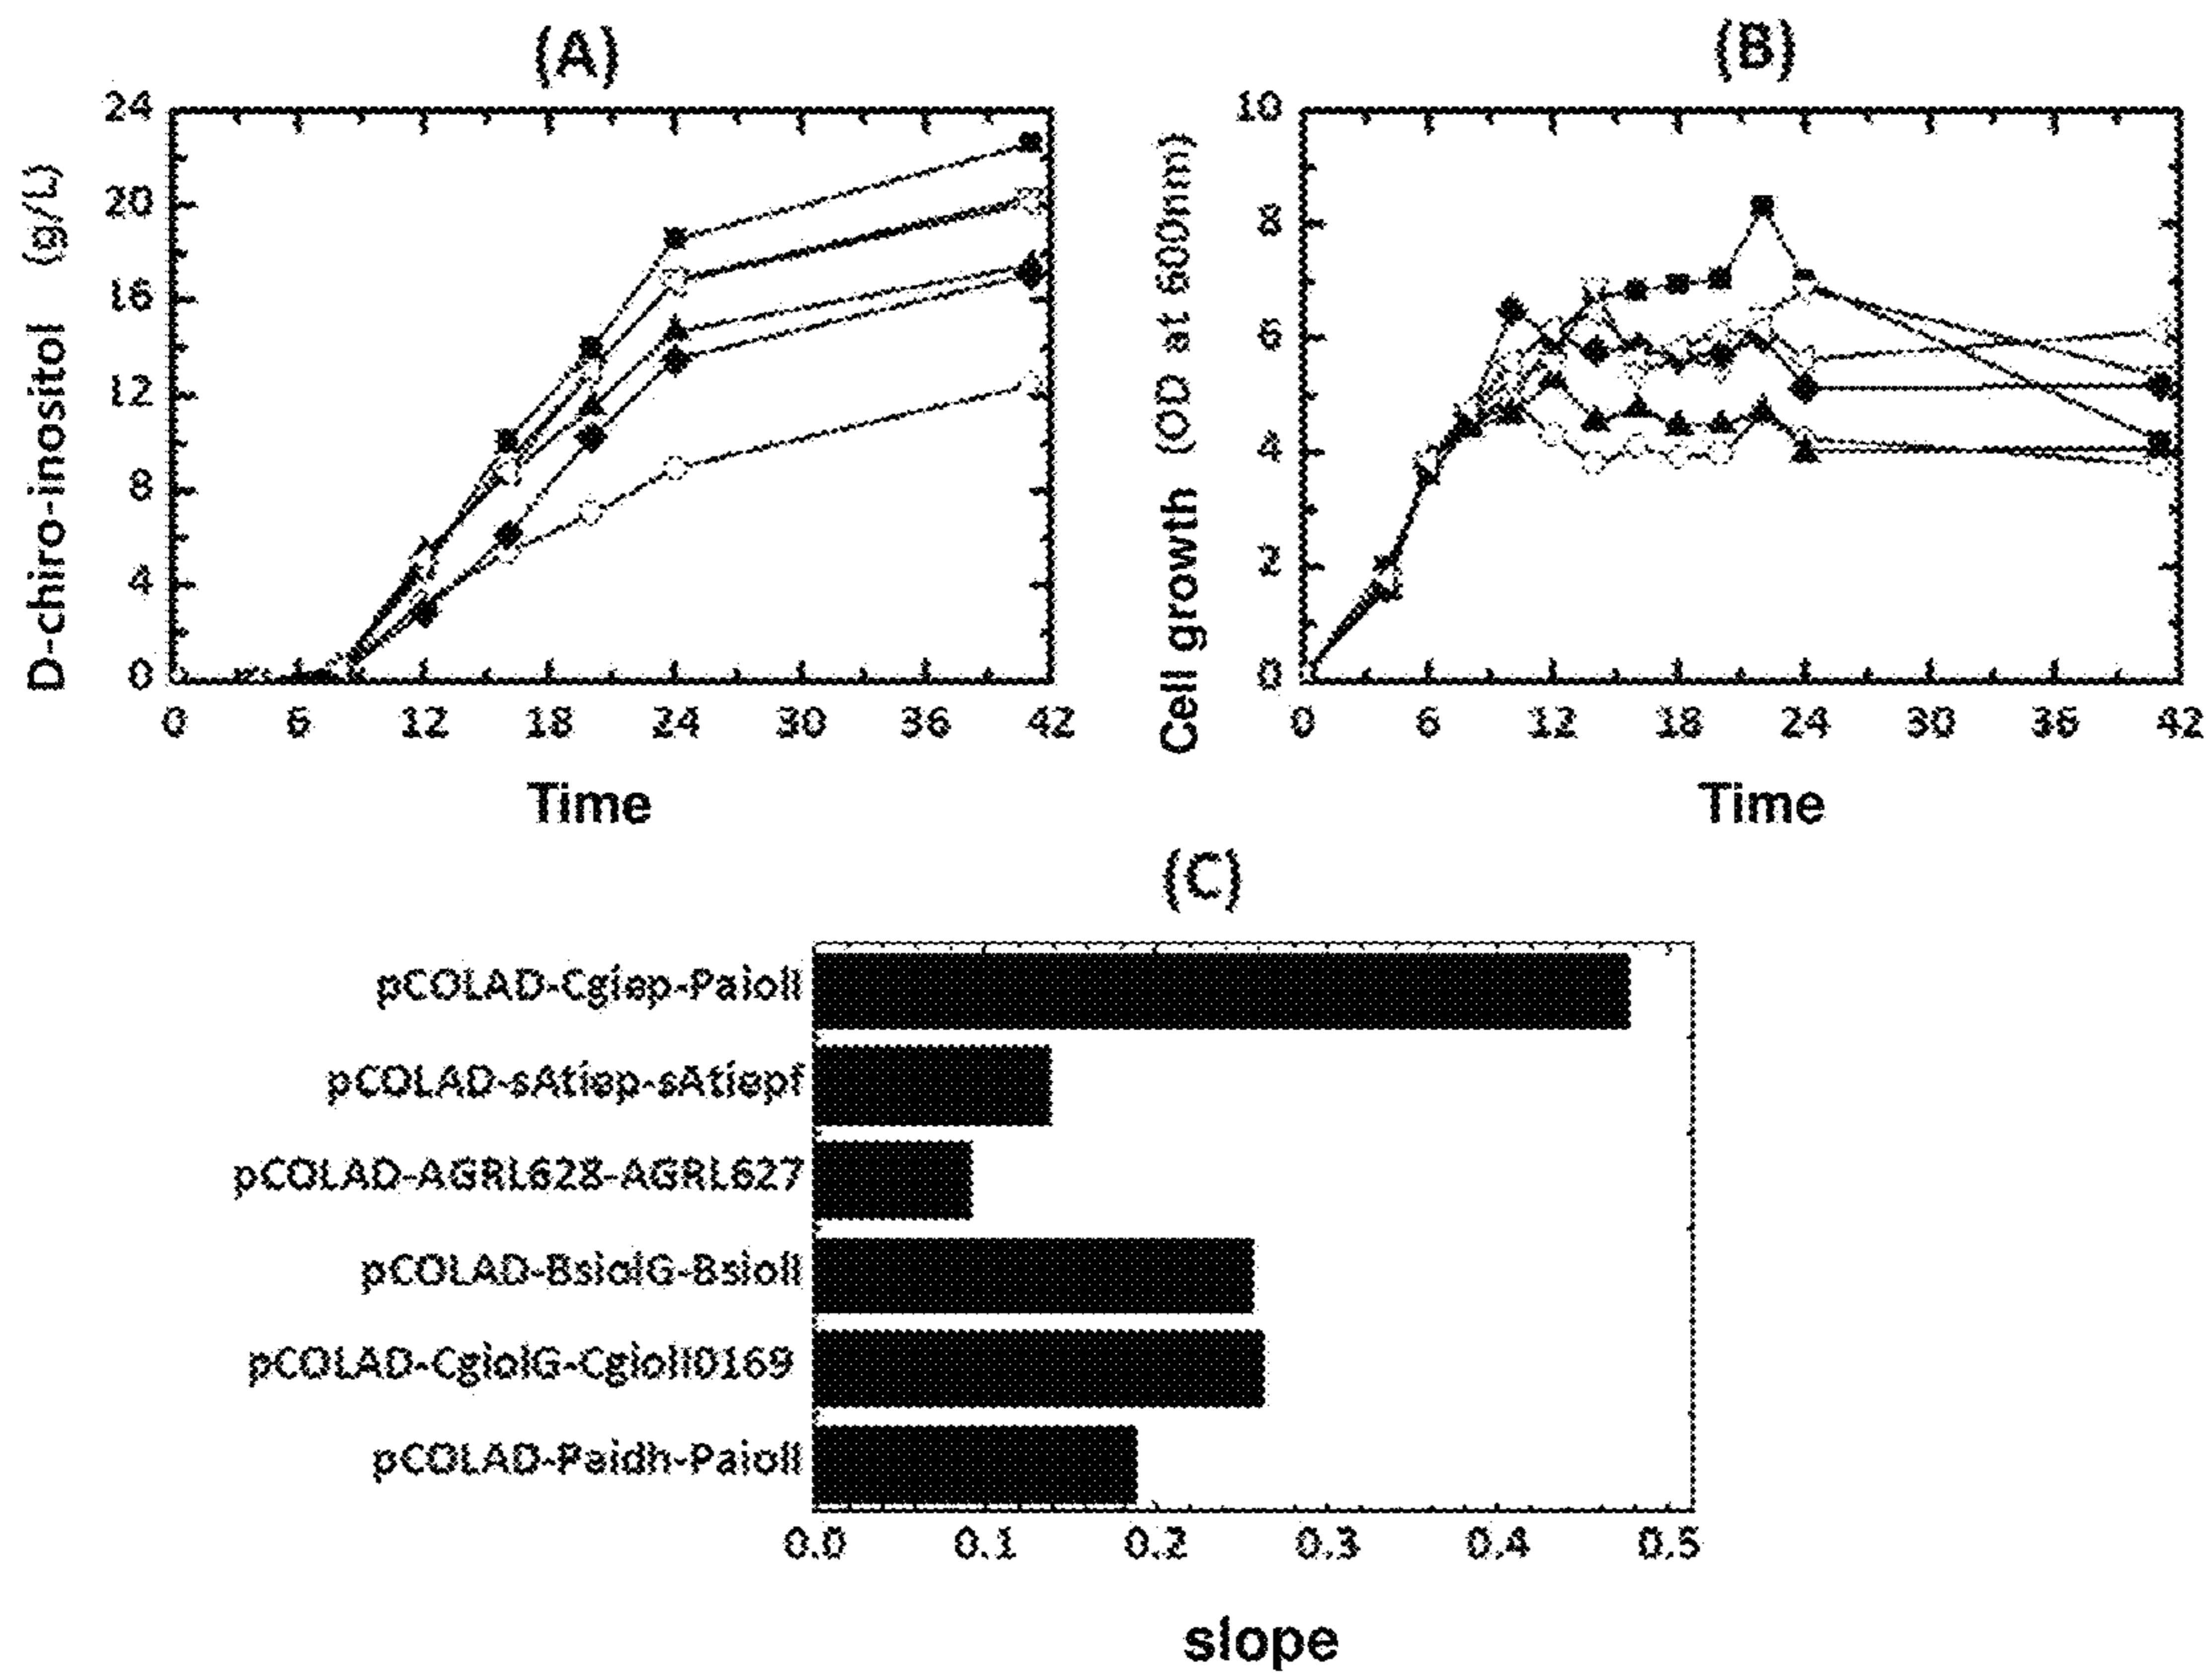 (A)
24
20
16
12
8
4
0
D-chiro-inositol (g/L)
0 6 12 18 24 30 36 42
Time
(B)
10
8
6
4
2
0
Cell growth (OD at 600nm)
0 6 12 18 24 30 36 42
Time
(C)
pCOLAD-Cgiep-PaiolI
pCOLAD-sAtiep-sAtiepf
pCOLAD-AGRL628-AGRL627
pCOLAD-BsiolG-BsiolI
pCOLAD-CgiolG-CgiolI0169
pCOLAD-Paidh-PaiolI
0.0 0.1 0.2 0.3 0.4 0.5
slope